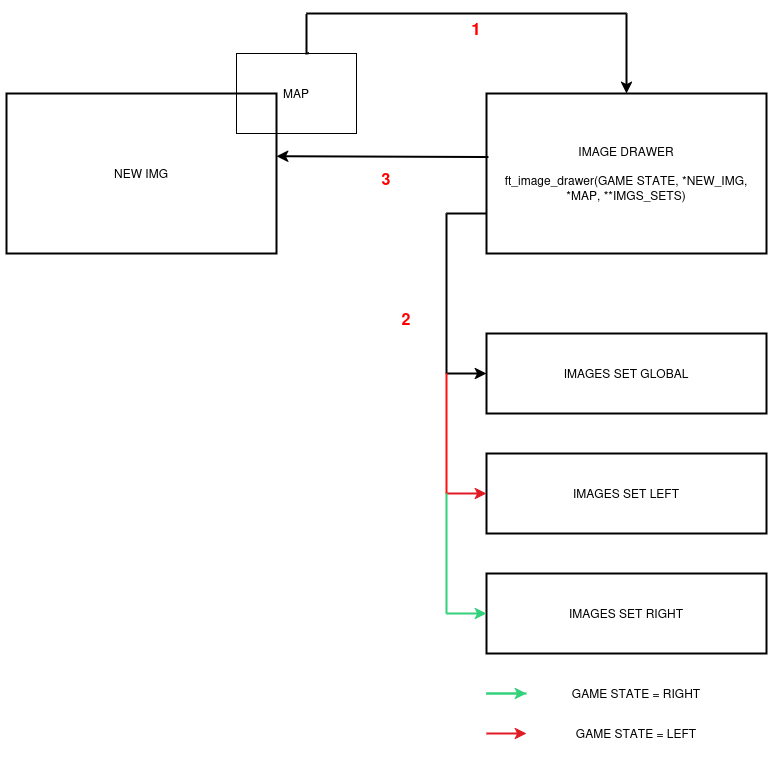 1
MAP
NEW IMG
IMAGE DRAWER
ft_image_drawer(GAME STATE, *NEW_IMG,
*MAP, **IMGS_SETS)
3
2
IMAGES SET GLOBAL
IMAGES SET LEFT
IMAGES SET RIGHT
GAME STATE = RIGHT
GAME STATE = LEFT